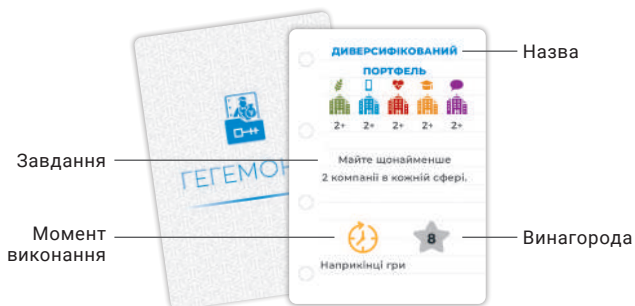 ДИВЕРСИФІКОВАНИЙ
ПОРТФЕЛЬ
2+ 2+ 2+ 2+ 2+
Майте щонайменше
2 компанії в кожній сфері.
8
Наприкінці гри
Назва
Завдання
ГЕГЕМОН
Момент
виконання
Винагорода